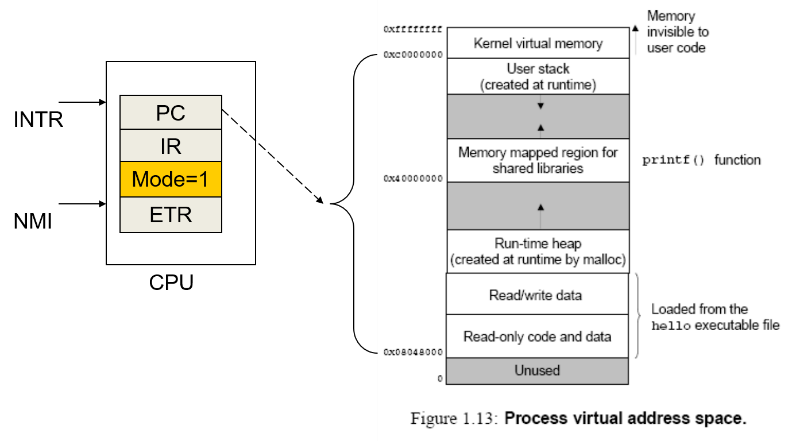 INTR
NMI
PC
IR
Mode=1
ETR
CPU
0xffffffff
0xc0000000
0x40000000
0x08048000
0
Kernel virtual memory
User stack
(created at runtime)
Memory mapped region for
shared libraries
Run-time heap
(created at runtime by malloc)
Read/write data
Read-only code and data
Unused
Memory
invisible to
user code
printf() function
Loaded from the
hello executable file
Figure 1.13: Process virtual address space.